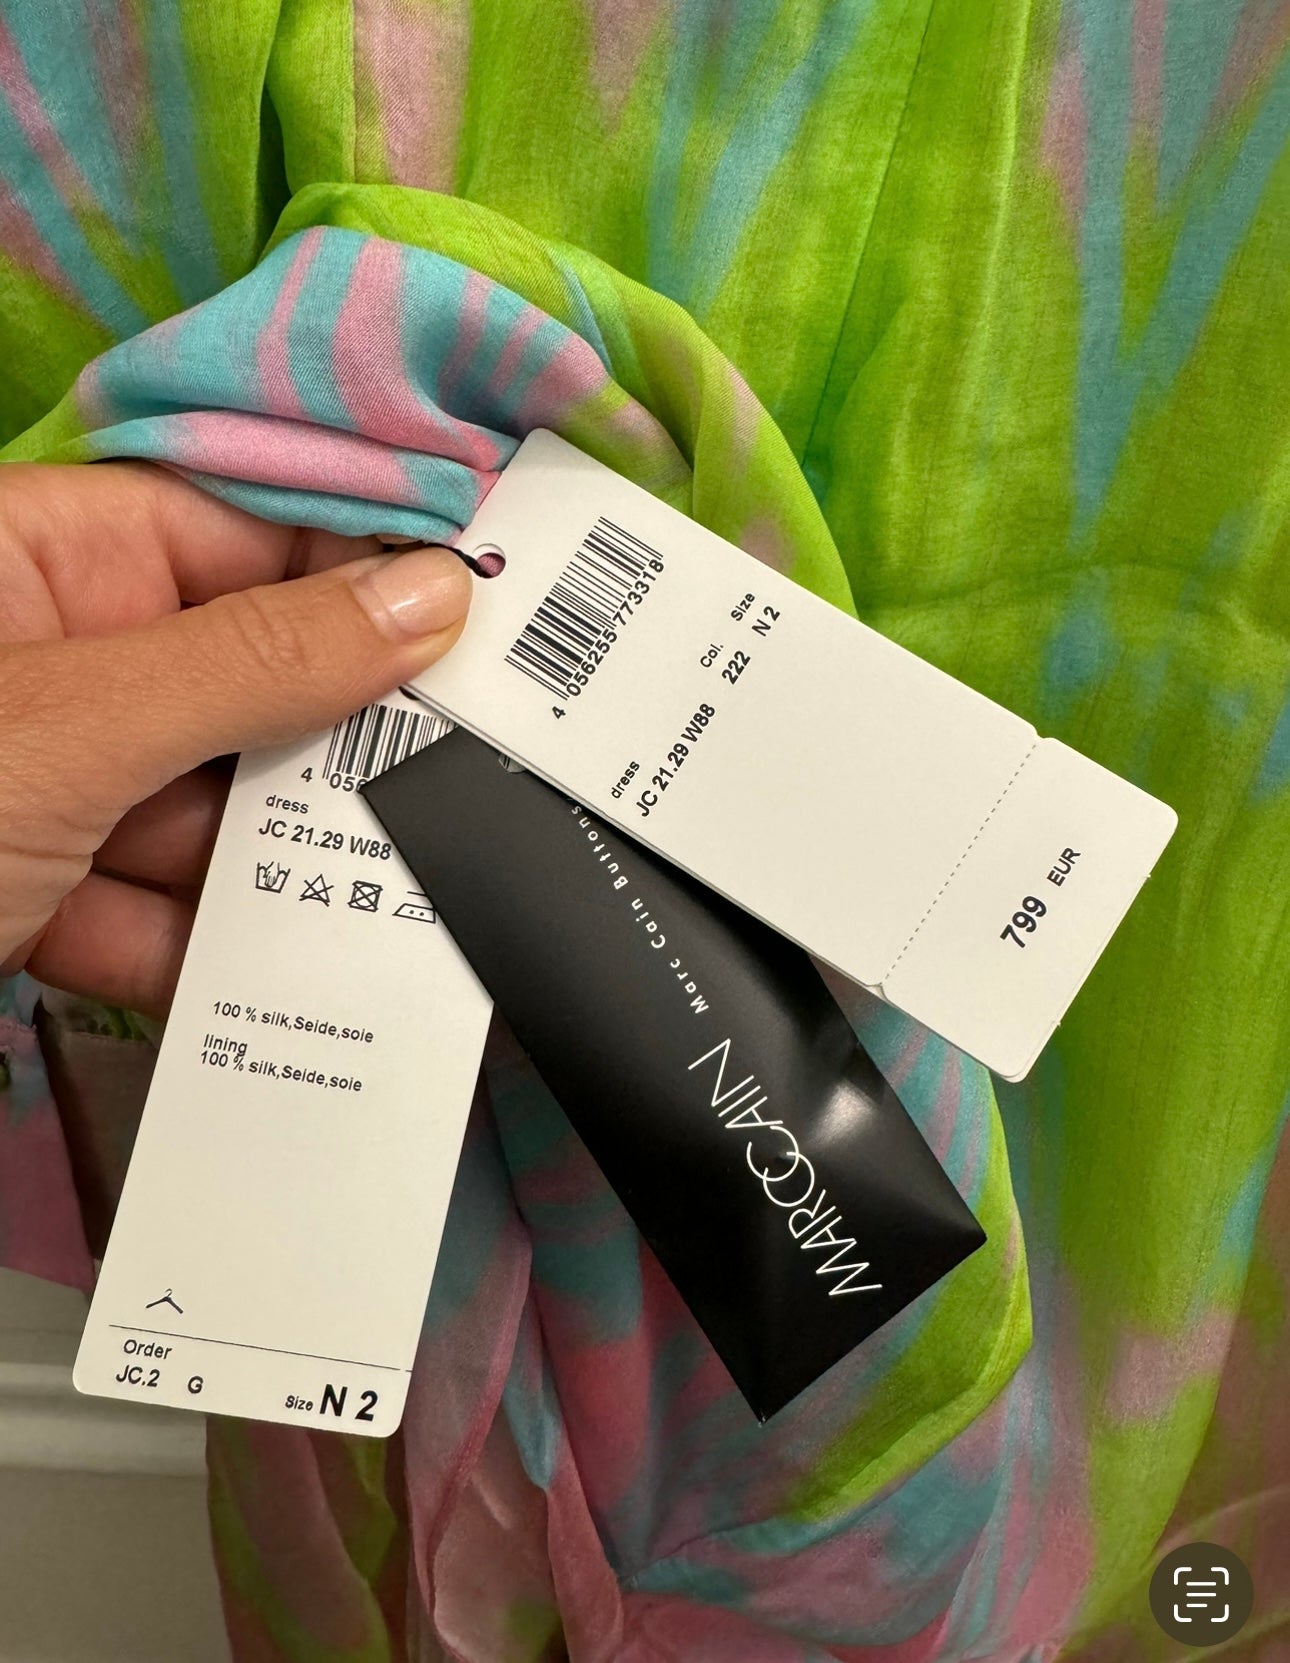 4 056255 773318
dress Col. Size
JC 21.29 W88 222 N 2
799 EUR
4 056
dress
JC 21.29 W88
100 % silk,Seide,soie
lining
100 % silk,Seide,soie
Order
JC.2 G
Size N 2
Marc Cain Buttons
MARCCAIN